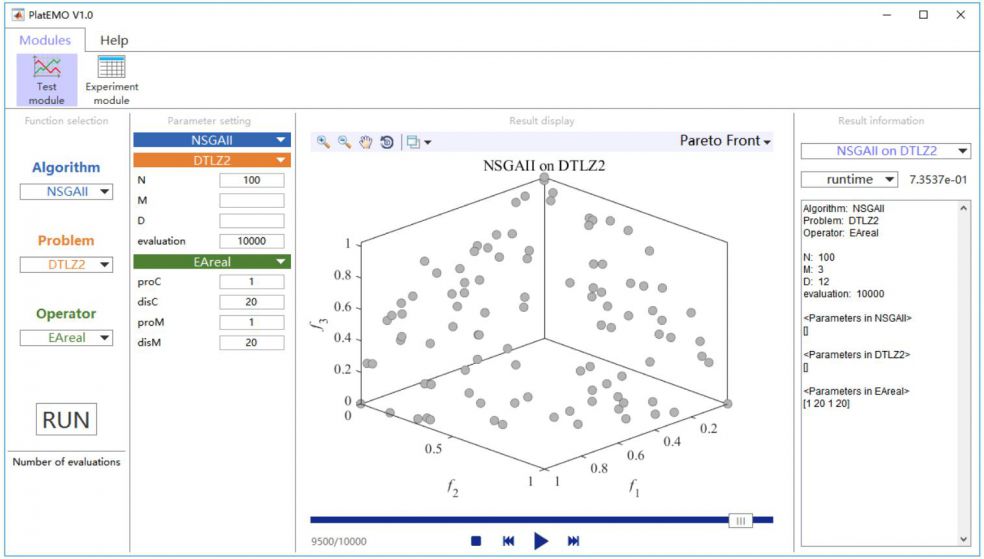 PlatEMO V1.0
Modules
Help
Test module
Experiment module
Function selection
Parameter setting
Result display
Result information
Algorithm
NSGAII
Problem
DTLZ2
Operator
EAreal
RUN
Number of evaluations
NSGAII
DTLZ2
N 100
M
D
evaluation 10000
EAreal
proC 1
disC 20
proM 1
disM 20
Pareto Front
NSGAII on DTLZ2
1
0.8
0.6
0.4
0.2
0
0
0.5
1
1
0.8
0.6
0.4
0.2
f3
f2
f1
9500/10000
NSGAII on DTLZ2
runtime 7.3537e-01
Algorithm: NSGAII
Problem: DTLZ2
Operator: EAreal
N: 100
M: 3
D: 12
evaluation: 10000
<Parameters in NSGAII>
[]
<Parameters in DTLZ2>
[]
<Parameters in EAreal>
[1 20 1 20]